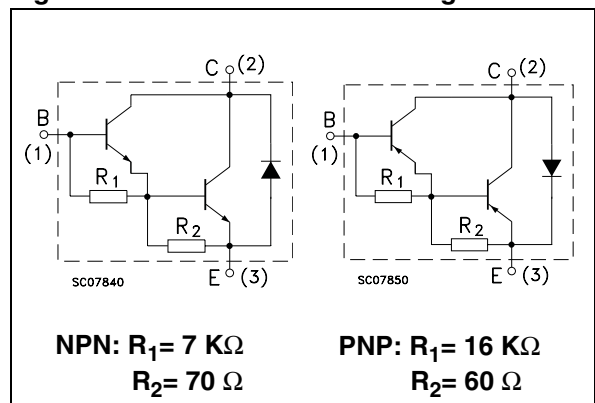 C (2)
B
(1)
R1
R2
E (3)
SC07840
C (2)
B
(1)
R1
R2
E (3)
SC07850
NPN: R1= 7 KΩ
R2= 70 Ω
PNP: R1= 16 KΩ
R2= 60 Ω